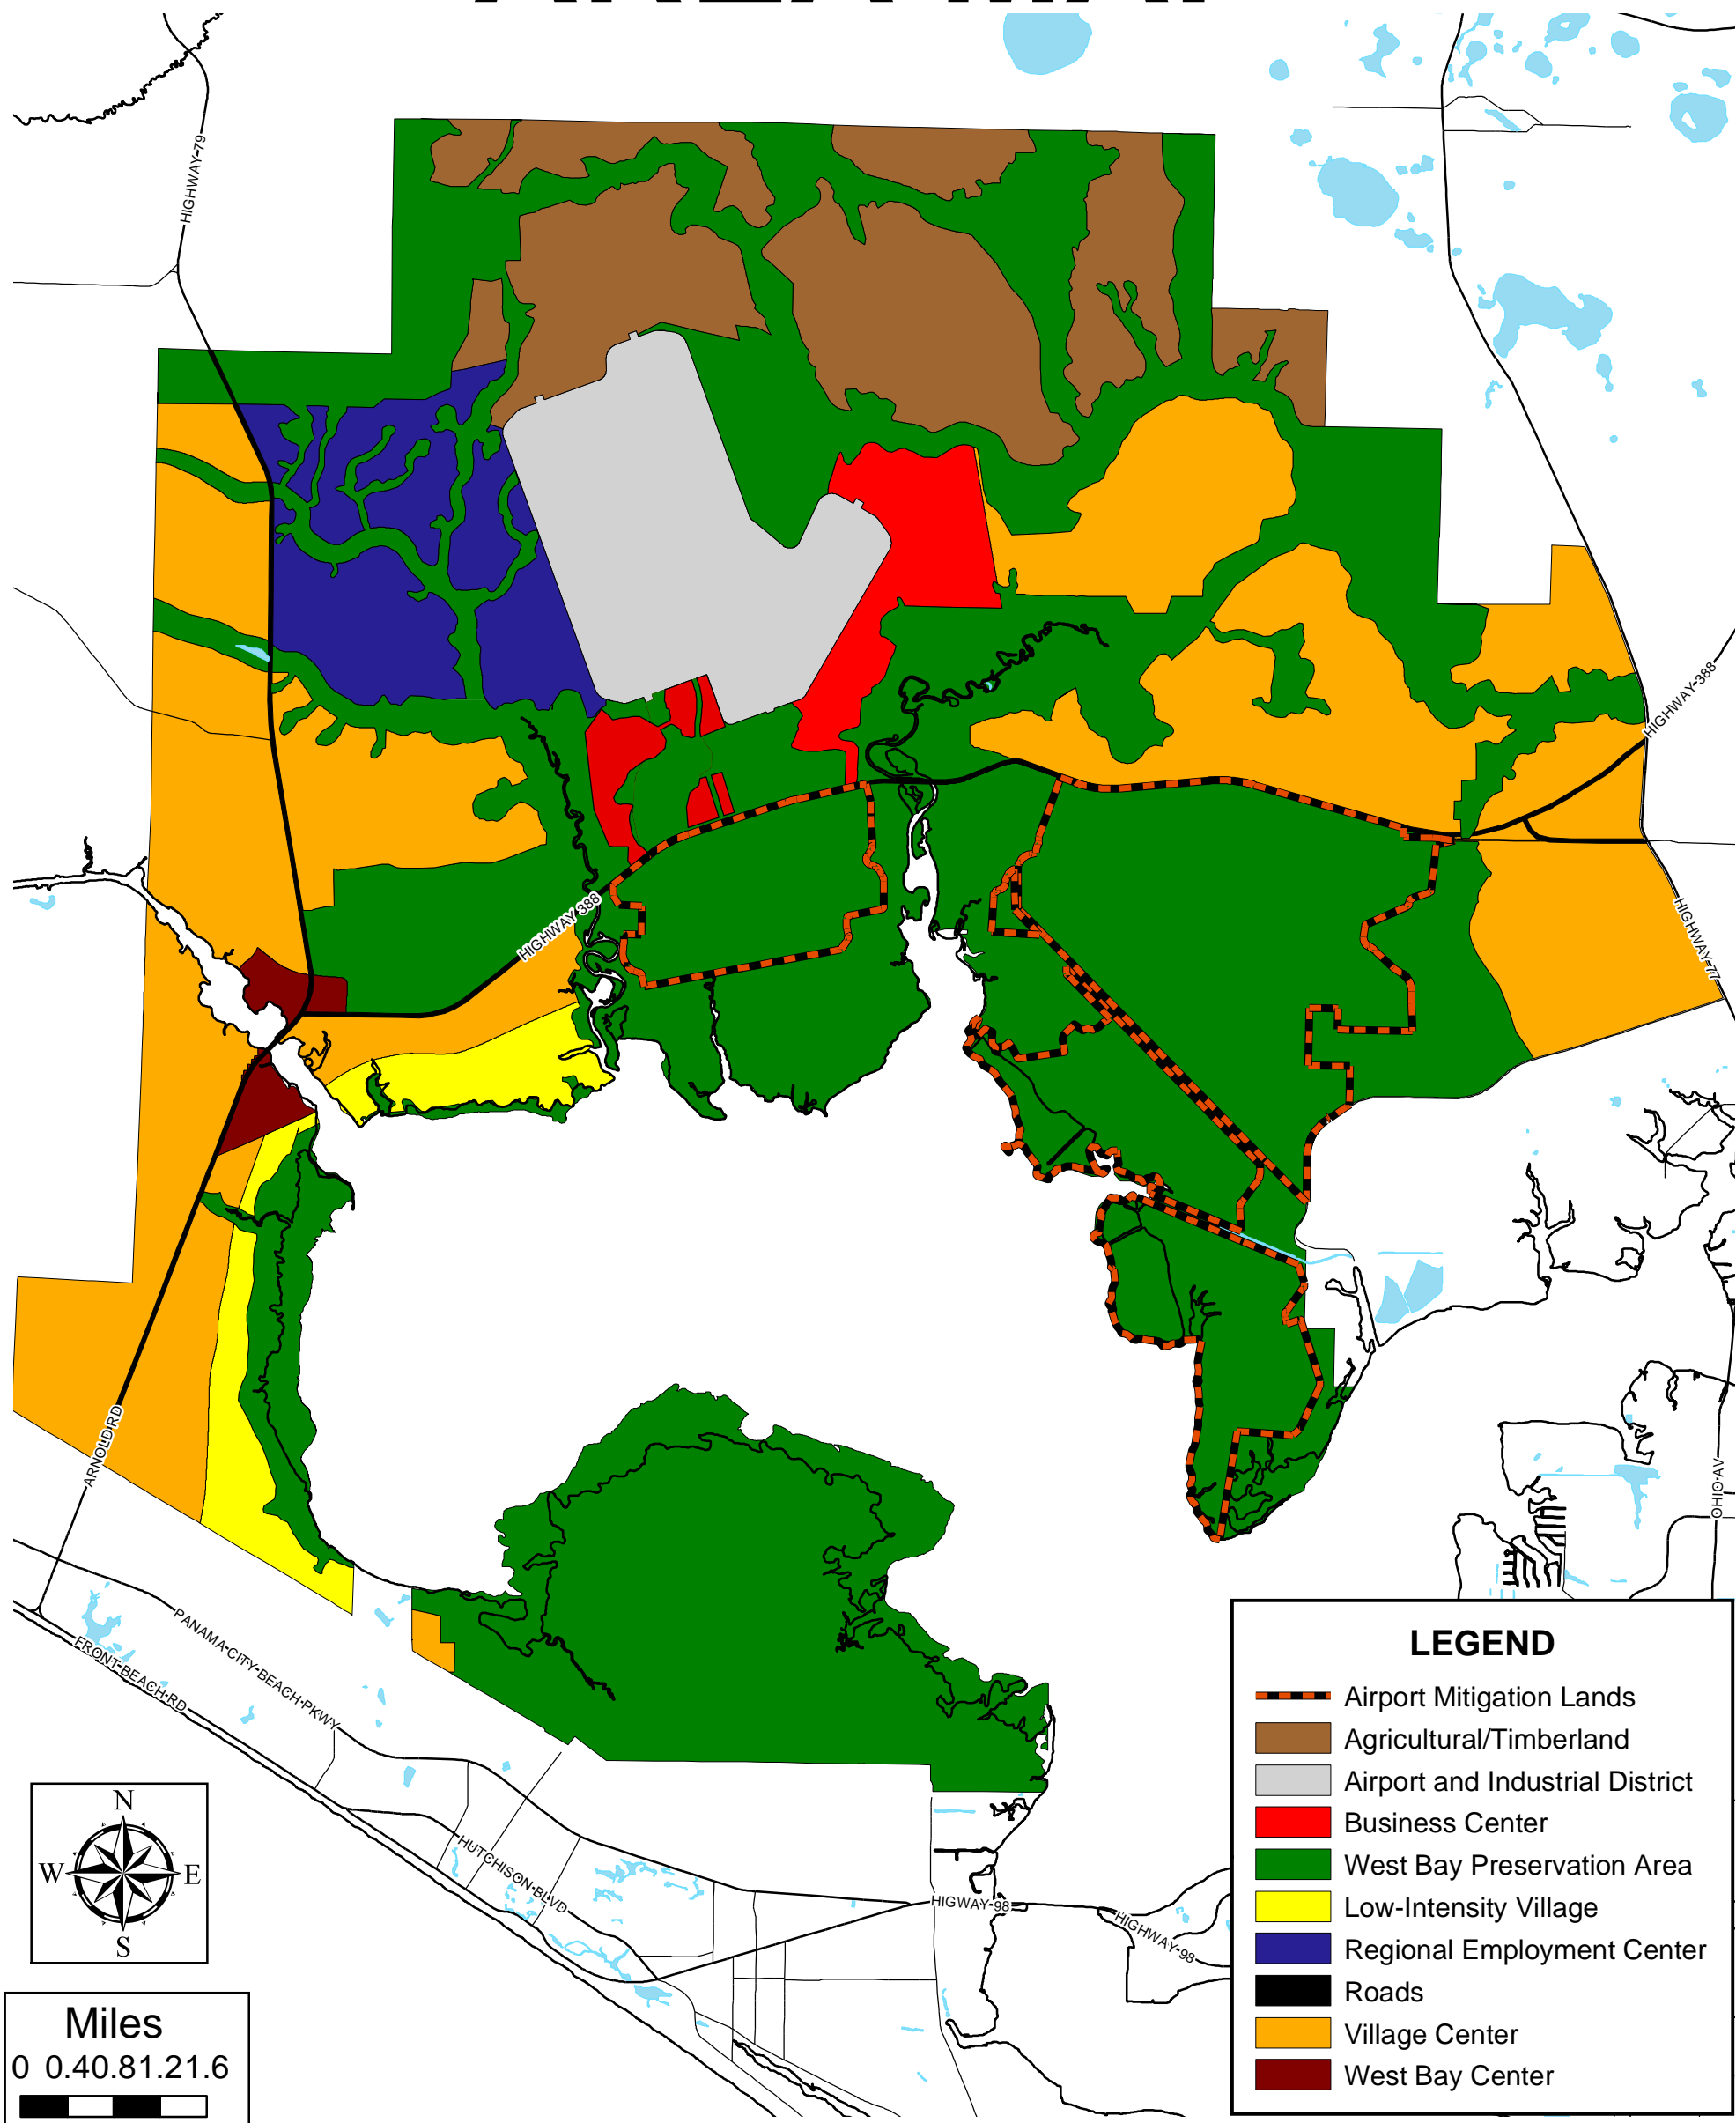 HIGHWAY 79
HIGHWAY 388
HIGHWAY 388
HIGHWAY 77
ARNOLD RD
OHIO AV
PANAMA CITY BEACH PKWY
FRONT BEACH RD
HUTCHISON BLVD
HIGWAY 98
HIGHWAY 98
LEGEND
Airport Mitigation Lands
Agricultural/Timberland
Airport and Industrial District
Business Center
West Bay Preservation Area
Low-Intensity Village
Regional Employment Center
Roads
Village Center
West Bay Center
N
W E
S
Miles
0 0.40.81.21.6